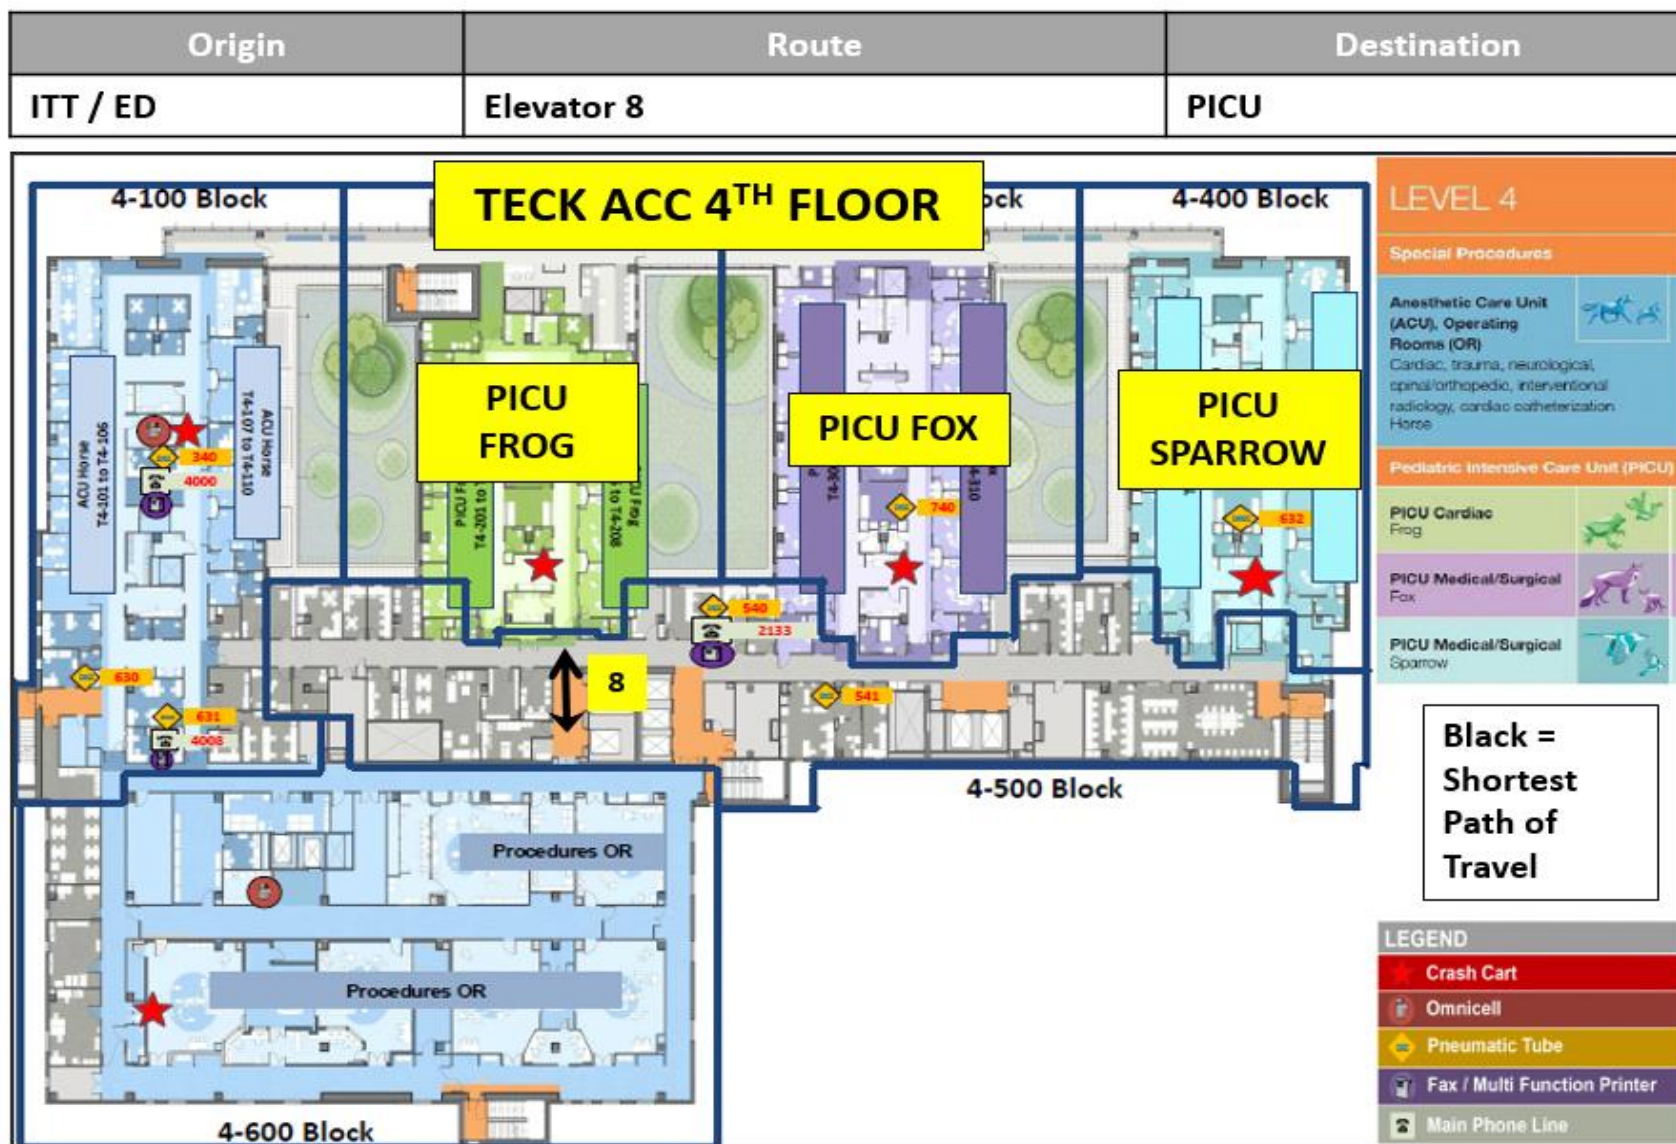 Origin
Route
Destination
ITT / ED
Elevator 8
PICU
4-100 Block
TECK ACC 4TH FLOOR
4-400 Block
PICU
FROG
PICU FOX
PICU
SPARROW
ACU Horse
T4-101 to T4-106
ACU Horse
T4-107 to T4-110
T4-201 to
to T4-208
340
4000
740
632
540
2133
630
8
541
631
4008
4-500 Block
Procedures OR
Procedures OR
4-600 Block
LEVEL 4
Special Procedures
Anesthetic Care Unit
(ACU), Operating
Rooms (OR)
Cardiac, trauma, neurological,
spinal/orthopedic, interventional
radiology, cardiac catheterization
Horse
Pediatric Intensive Care Unit (PICU)
PICU Cardiac
Frog
PICU Medical/Surgical
Fox
PICU Medical/Surgical
Sparrow
Black =
Shortest
Path of
Travel
LEGEND
Crash Cart
Omnicell
Pneumatic Tube
Fax / Multi Function Printer
Main Phone Line